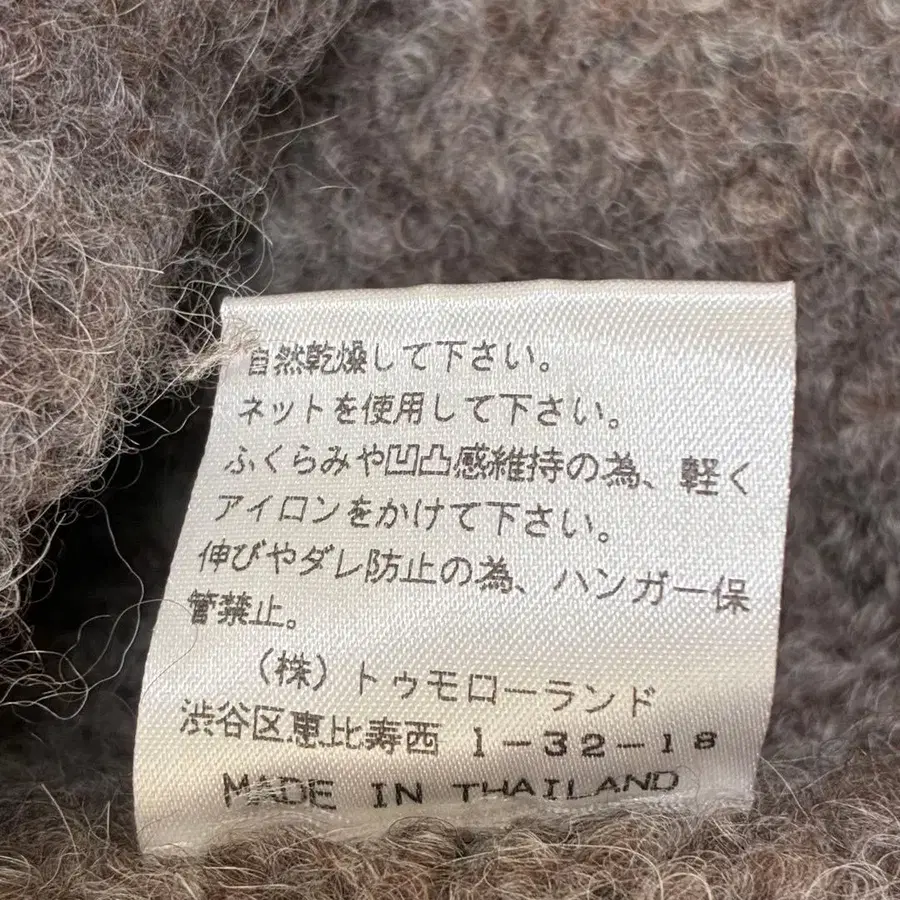 自然乾燥して下さい。
ネットを使用して下さい。
ふくらみや凹凸感維持の為、軽く
アイロンをかけて下さい。
伸びやダレ防止の為、ハンガー保
管禁止。
（株）トゥモローランド
渋谷区恵比寿西 1-32-18
MADE IN THAILAND